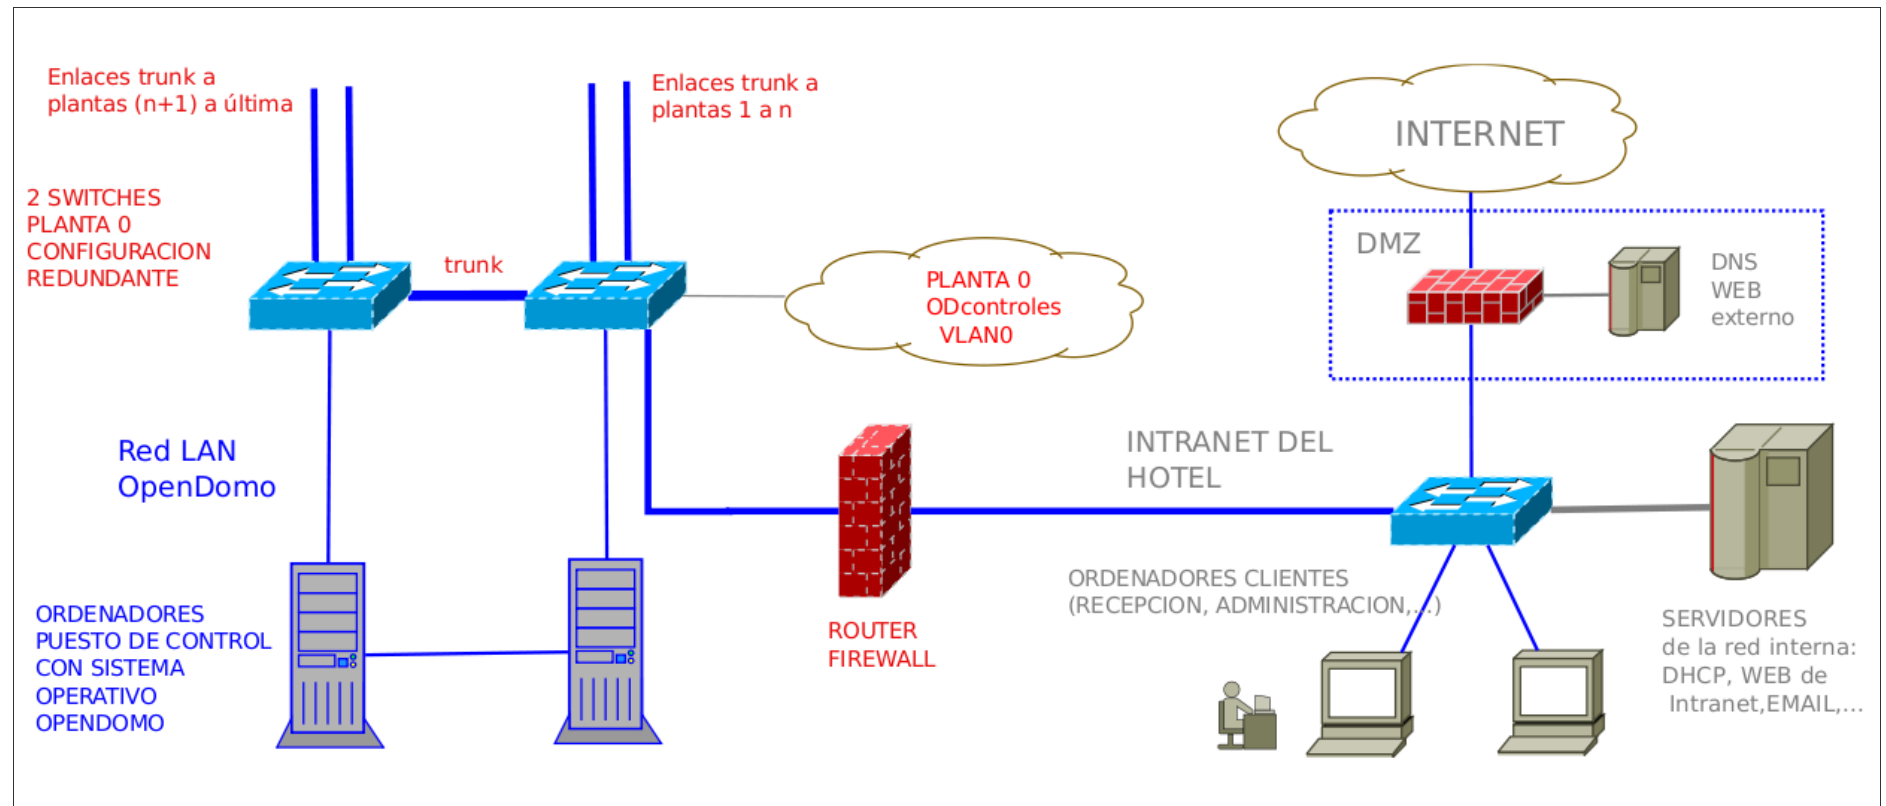 Enlaces trunk a
plantas (n+1) a última
Enlaces trunk a
plantas 1 a n
INTERNET
2 SWITCHES
PLANTA 0
CONFIGURACION
REDUNDANTE
trunk
PLANTA 0
ODcontroles
VLAN0
DMZ
DNS
WEB
externo
Red LAN
OpenDomo
INTRANET DEL
HOTEL
ORDENADORES CLIENTES
(RECEPCION, ADMINISTRACION,...)
ORDENADORES
PUESTO DE CONTROL
CON SISTEMA
OPERATIVO
OPENDOMO
ROUTER
FIREWALL
SERVIDORES
de la red interna:
DHCP, WEB de
Intranet,EMAIL,...